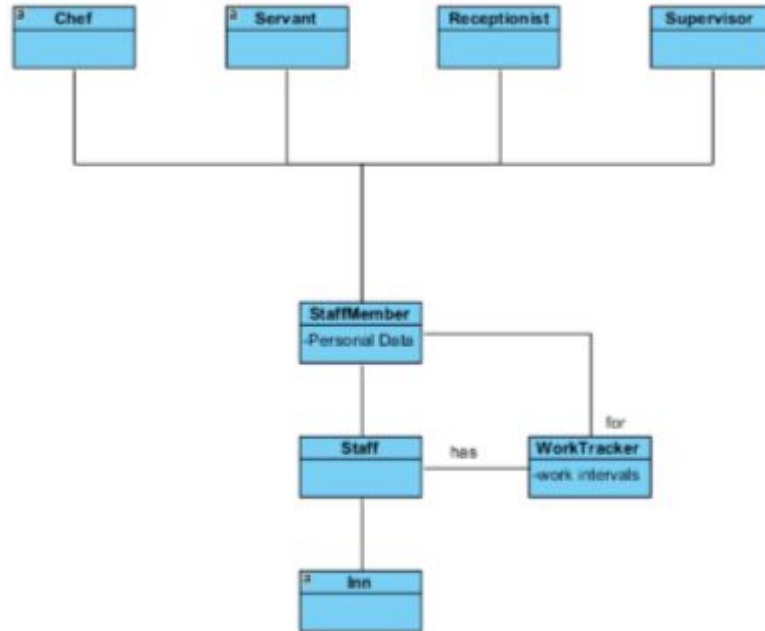 Chef
Servant
Receptionist
Supervisor
StaffMember
-Personal Data
for
Staff
has
WorkTracker
-work intervals
Inn